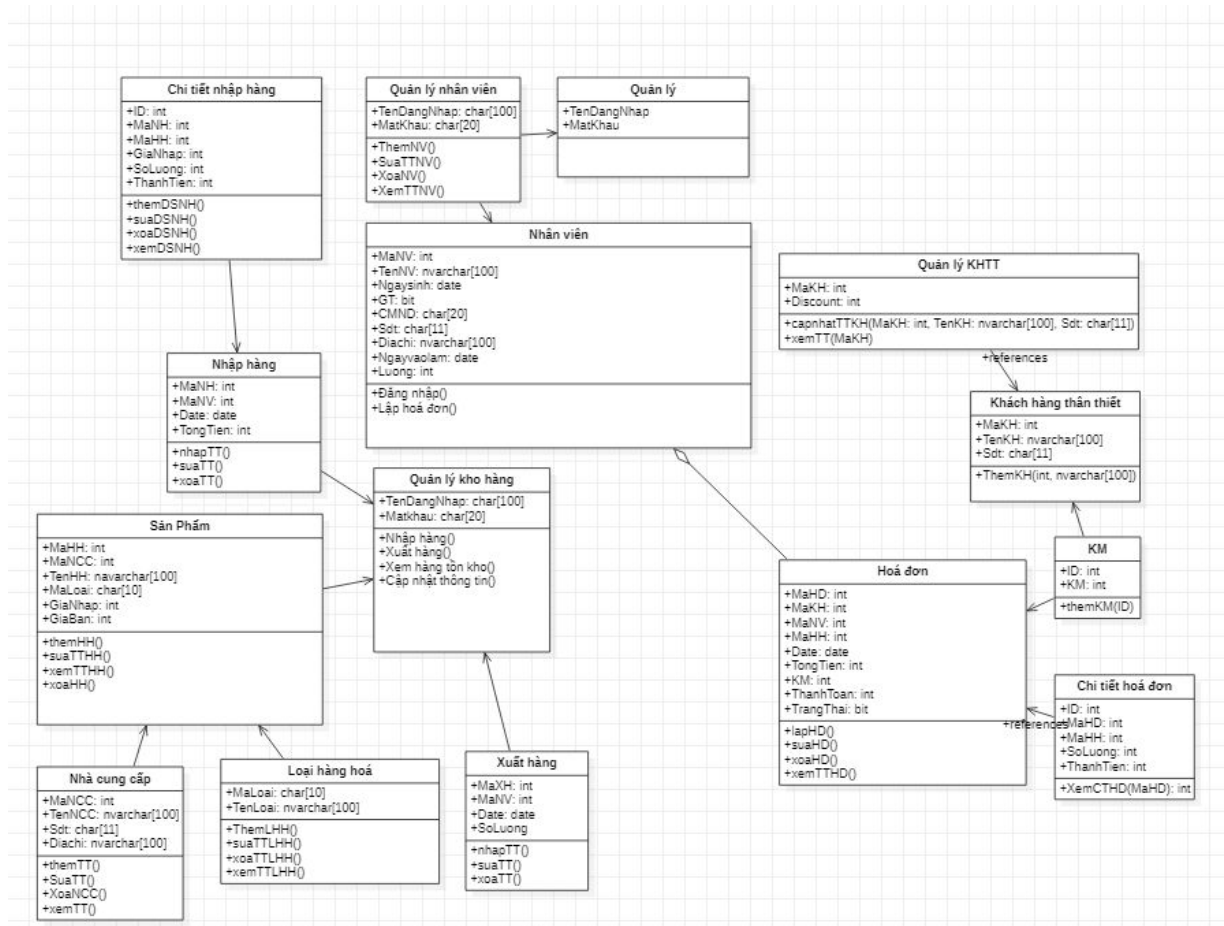 Chi tiết nhập hàng
+ID: int
+MaNH: int
+MaHH: int
+GiaNhap: int
+SoLuong: int
+ThanhTien: int
+themDSNH()
+suaDSNH()
+xoaDSNH()
+xemDSNH()
Quản lý nhân viên
+TenDangNhap: char[100]
+MatKhau: char[20]
+ThemNV()
+SuaTTNV()
+XoaNV()
+XemTTNV()
Quản lý
+TenDangNhap
+MatKhau
Nhân viên
+MaNV: int
+TenNV: nvarchar[100]
+Ngaysinh: date
+GT: bit
+CMND: char[20]
+Sdt: char[11]
+Diachi: nvarchar[100]
+Ngayvaolam: date
+Luong: int
+Đăng nhập()
+Lập hoá đơn()
Quản lý KHTT
+MaKH: int
+Discount: int
+capnhatTTKH(MaKH: int, TenKH: nvarchar[100], Sdt: char[11])
+xemTT(MaKH)
+references
Nhập hàng
+MaNH: int
+MaNV: int
+Date: date
+TongTien: int
+nhapTT()
+suaTT()
+xoaTT()
Khách hàng thân thiết
+MaKH: int
+TenKH: nvarchar[100]
+Sdt: char[11]
+ThemKH(int, nvarchar[100])
Quản lý kho hàng
+TenDangNhap: char[100]
+Matkhau: char[20]
+Nhập hàng()
+Xuất hàng()
+Xem hàng tồn kho()
+Cập nhật thông tin()
Sản Phẩm
+MaHH: int
+MaNCC: int
+TenHH: navarchar[100]
+MaLoai: char[10]
+GiaNhap: int
+GiaBan: int
+themHH()
+suaTTHH()
+xemTTHH()
+xoaHH()
KM
+ID: int
+KM: int
+themKM(ID)
Hoá đơn
+MaHD: int
+MaKH: int
+MaNV: int
+MaHH: int
+Date: date
+TongTien: int
+KM: int
+ThanhToan: int
+TrangThai: bit
+lapHD()
+suaHD()
+xoaHD()
+xemTTHD()
Chi tiết hoá đơn
+ID: int
+MaHD: int
+MaHH: int
+SoLuong: int
+ThanhTien: int
+XemCTHD(MaHD): int
+references
Nhà cung cấp
+MaNCC: int
+TenNCC: nvarchar[100]
+Sdt: char[11]
+Diachi: nvarchar[100]
+themTT()
+SuaTT()
+XoaNCC()
+xemTT()
Loại hàng hoá
+MaLoai: char[10]
+TenLoai: nvarchar[100]
+ThemLHH()
+suaTTLHH()
+xoaTTLHH()
+xemTTLHH()
Xuất hàng
+MaXH: int
+MaNV: int
+Date: date
+SoLuong
+nhapTT()
+suaTT()
+xoaTT()